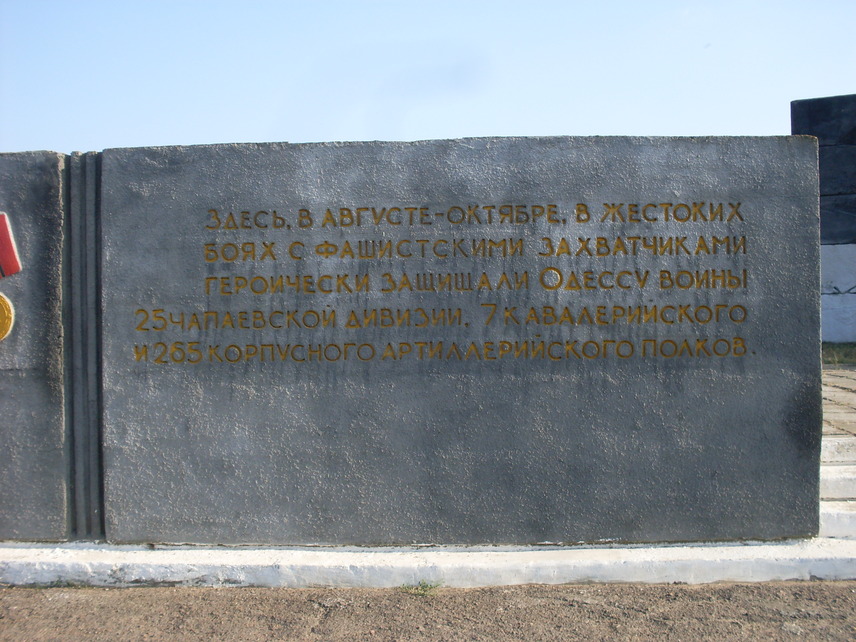 ЗДЕСЬ, В АВГУСТЕ-ОКТЯБРЕ, В ЖЕСТОКИХ
БОЯХ С ФАШИСТСКИМИ ЗАХВАТЧИКАМИ
ГЕРОИЧЕСКИ ЗАЩИЩАЛИ ОДЕССУ ВОИНЫ
25 ЧАПАЕВСКОЙ ДИВИЗИИ, 7 КАВАЛЕРИЙСКОГО
И 265 КОРПУСНОГО АРТИЛЛЕРИЙСКОГО ПОЛКОВ.